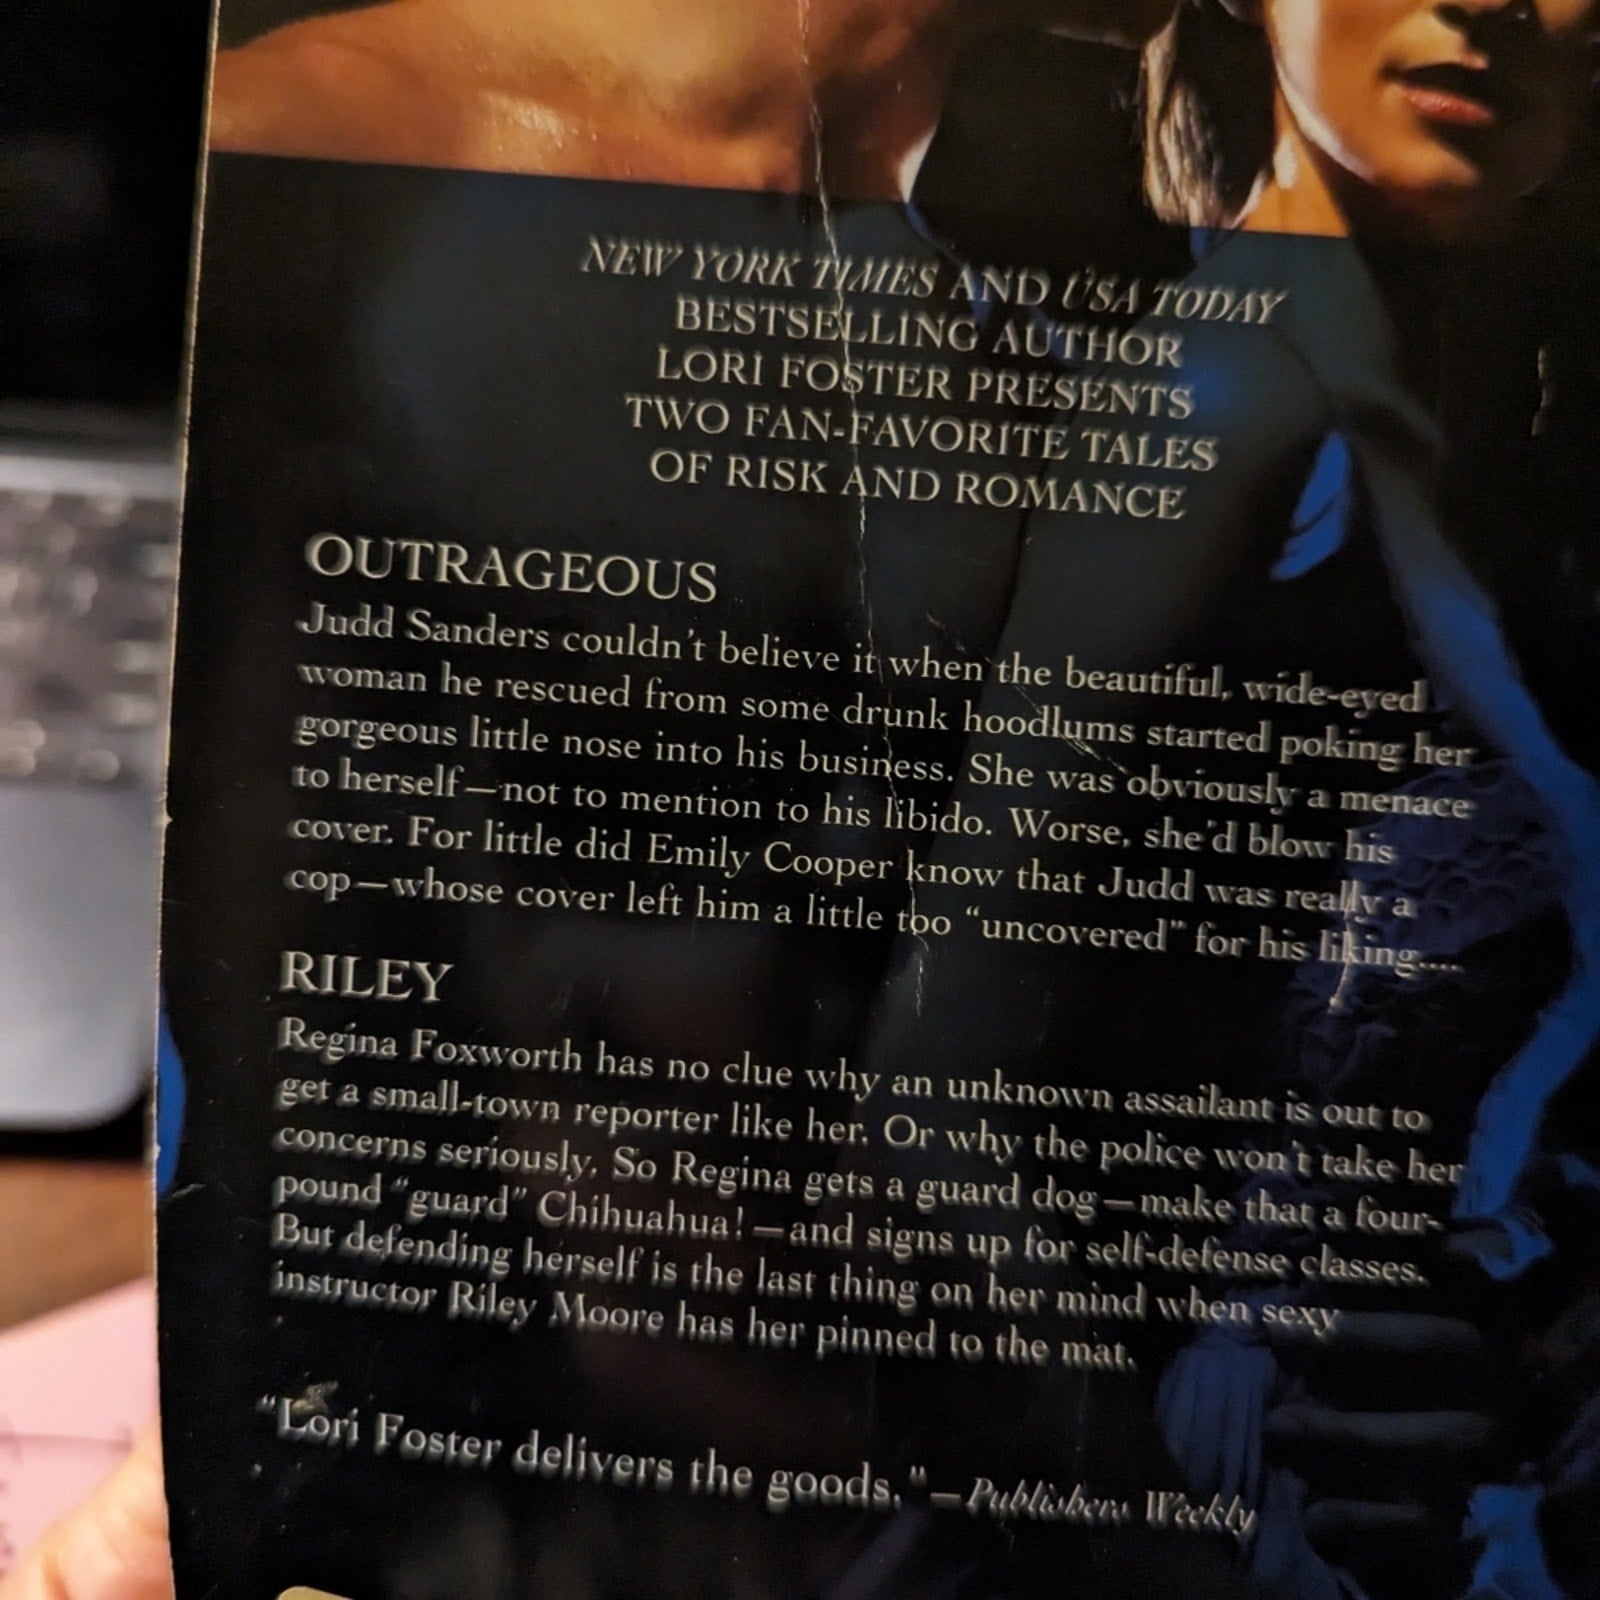 NEW YORK TIMES AND USA TODAY
BESTSELLING AUTHOR
LORI FOSTER PRESENTS
TWO FAN-FAVORITE TALES
OF RISK AND ROMANCE
OUTRAGEOUS
Judd Sanders couldn't believe it when the beautiful, wide-eyed
woman he rescued from some drunk hoodlums started poking her
gorgeous little nose into his business. She was obviously a menace
to herself—not to mention to his libido. Worse, she'd blow his
cover. For little did Emily Cooper know that Judd was really a
cop—whose cover left him a little too "uncovered" for his liking....
RILEY
Regina Foxworth has no clue why an unknown assailant is out to
get a small-town reporter like her. Or why the police won't take her
concerns seriously. So Regina gets a guard dog—make that a four-
pound "guard" Chihuahua!—and signs up for self-defense classes.
But defending herself is the last thing on her mind when sexy
instructor Riley Moore has her pinned to the mat.
"Lori Foster delivers the goods."—Publishers Weekly